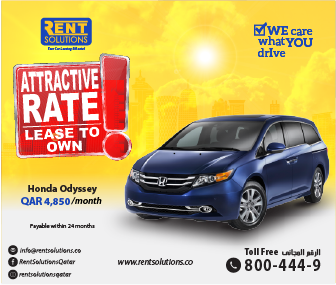 RENT
SOLUTIONS
WE care
what YOU
drive
ATTRACTIVE
RATE
LEASE TO
OWN
Honda Odyssey
QAR 4,850/month
Payable within 24 months
info@rentsolutions.co
RentSolutionsQatar
rentsolutionsqatar
www.rentsolutions.co
Toll Free الرقم المجاني
800-444-9